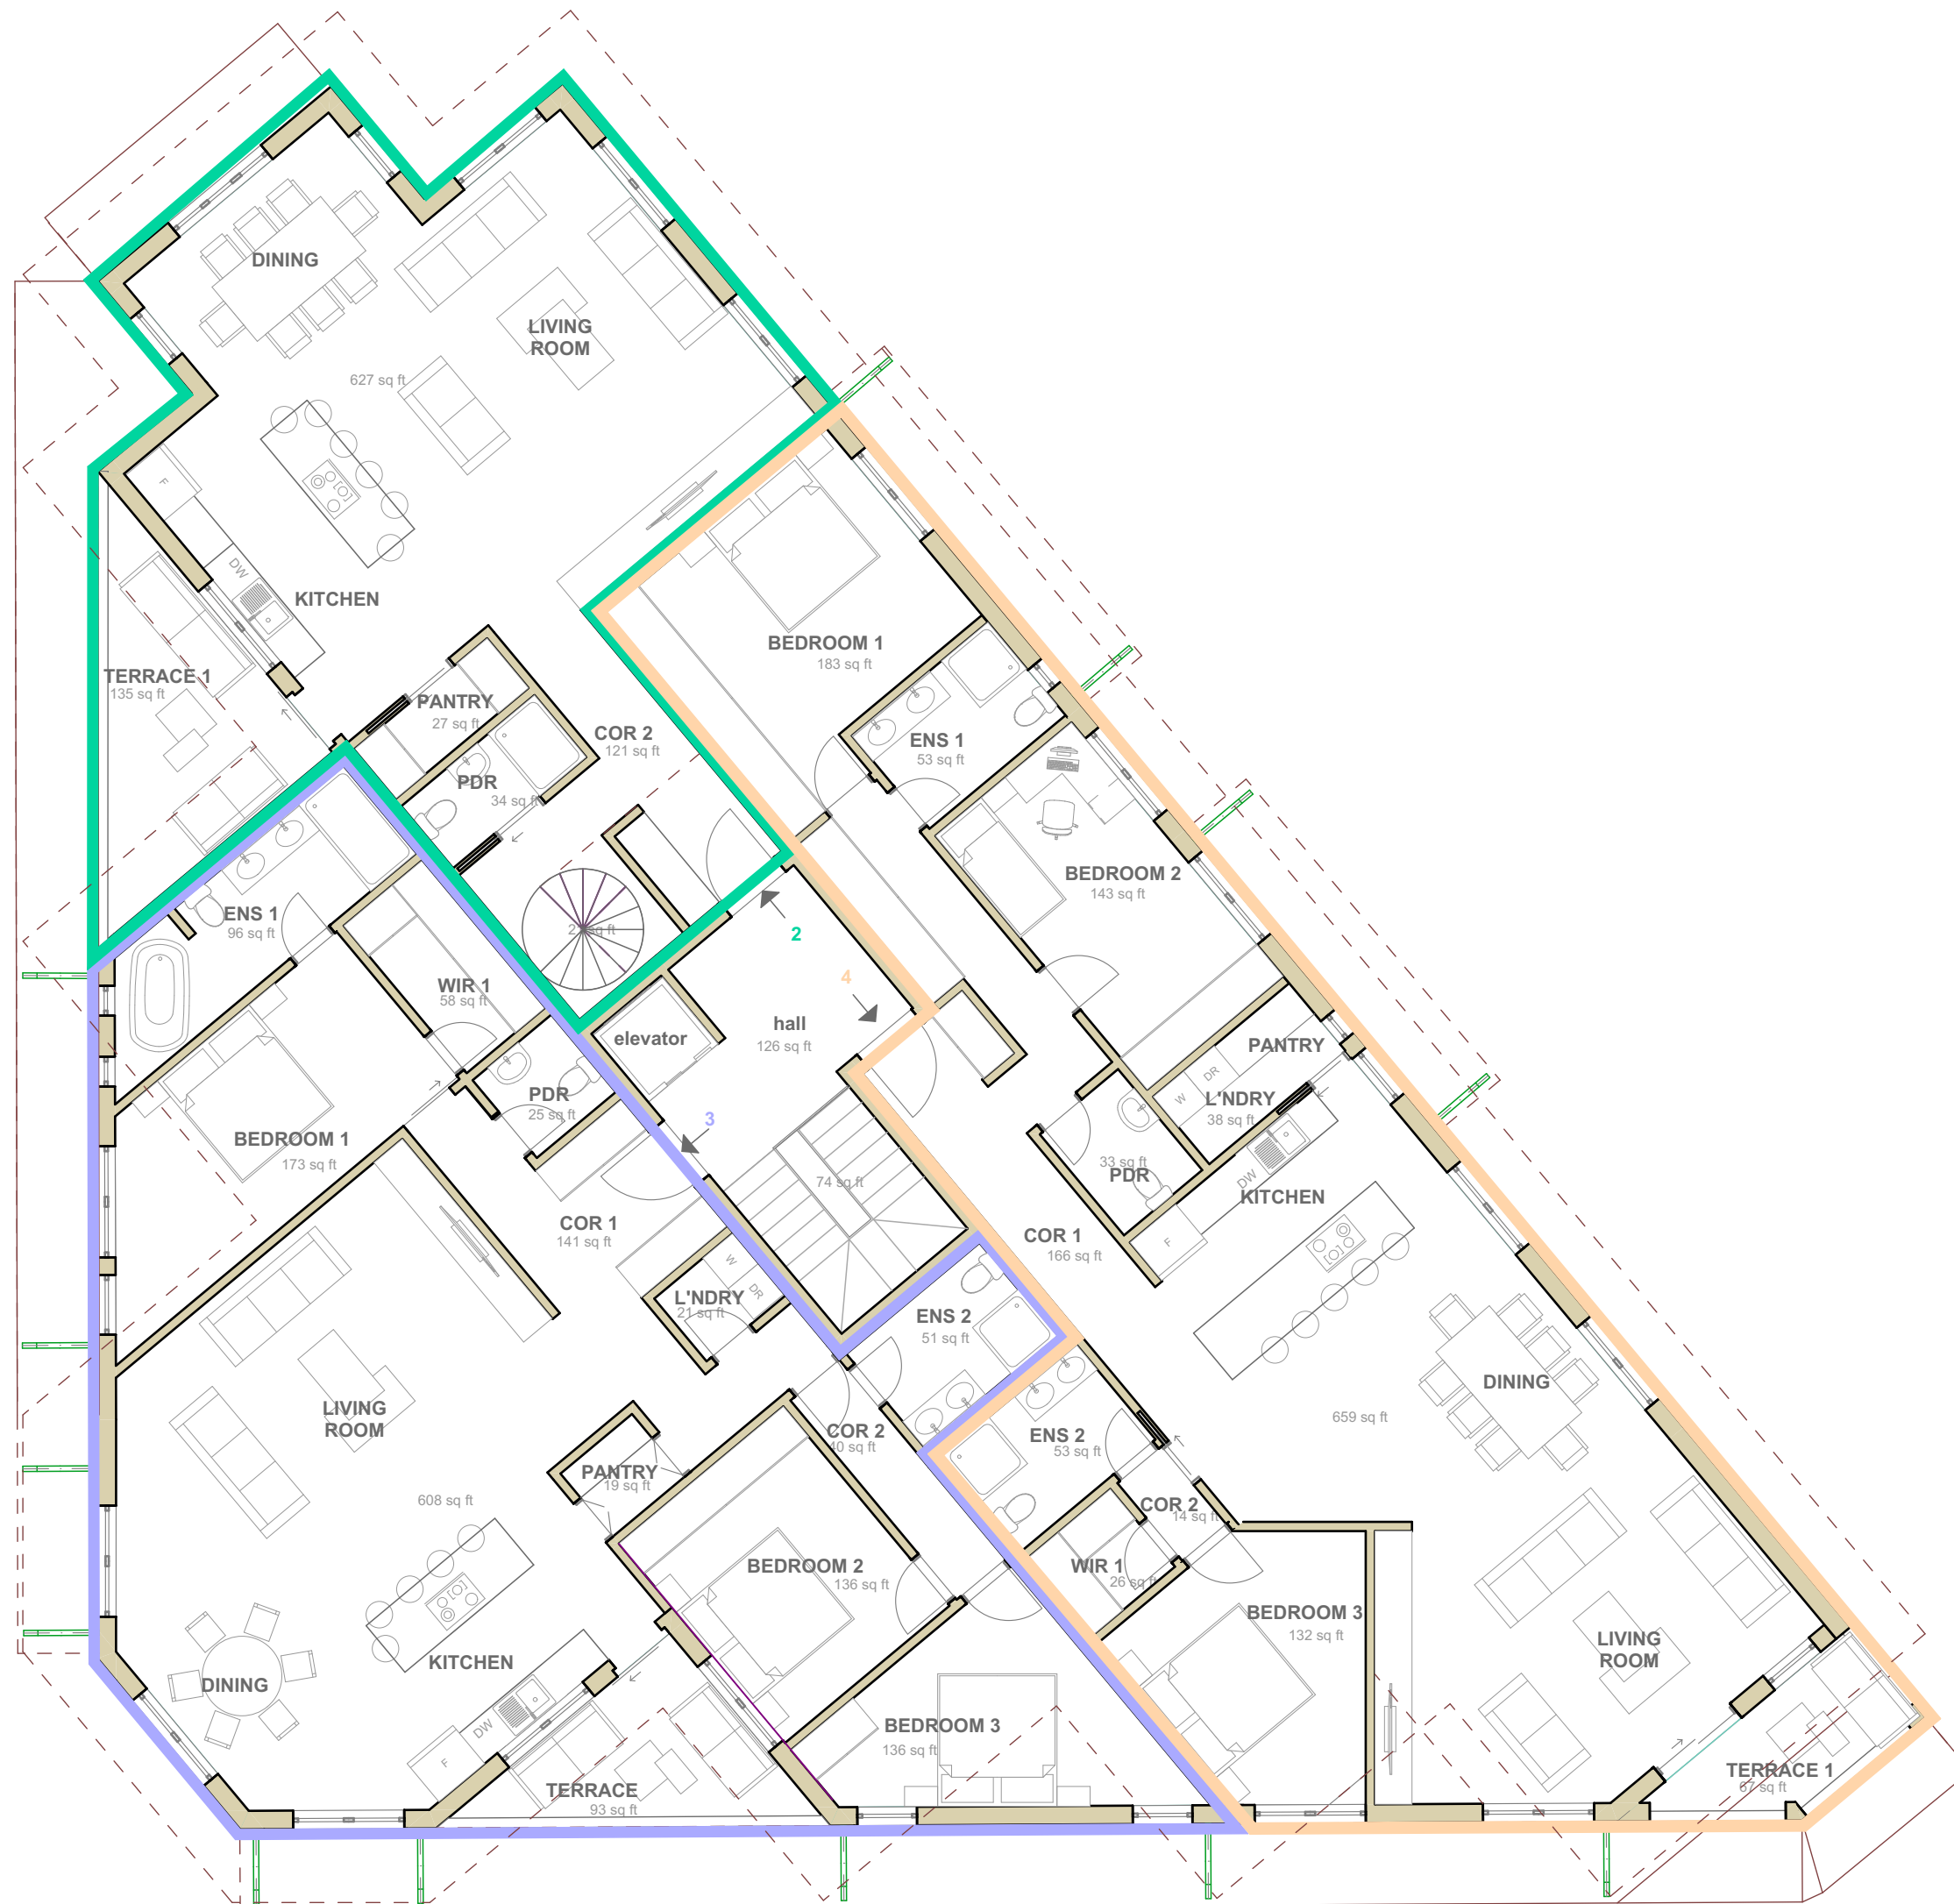 DINING
LIVING
ROOM
627 sq ft
F
DW
KITCHEN
TERRACE 1
135 sq ft
PANTRY
27 sq ft
COR 2
121 sq ft
PDR
34 sq ft
BEDROOM 1
183 sq ft
ENS 1
53 sq ft
BEDROOM 2
143 sq ft
2
4
hall
126 sq ft
elevator
3
74 sq ft
ENS 1
96 sq ft
WIR 1
58 sq ft
PDR
25 sq ft
BEDROOM 1
173 sq ft
COR 1
141 sq ft
W
DR
L'NDRY
21 sq ft
ENS 2
51 sq ft
PANTRY
DR
W
L'NDRY
38 sq ft
33 sq ft
PDR
DW
KITCHEN
F
COR 1
166 sq ft
DINING
659 sq ft
LIVING
ROOM
608 sq ft
PANTRY
19 sq ft
COR 2
40 sq ft
ENS 2
53 sq ft
COR 2
14 sq ft
WIR 1
26 sq ft
BEDROOM 2
136 sq ft
BEDROOM 3
132 sq ft
LIVING
ROOM
KITCHEN
DINING
DW
F
TERRACE
93 sq ft
BEDROOM 3
136 sq ft
TERRACE 1
67 sq ft